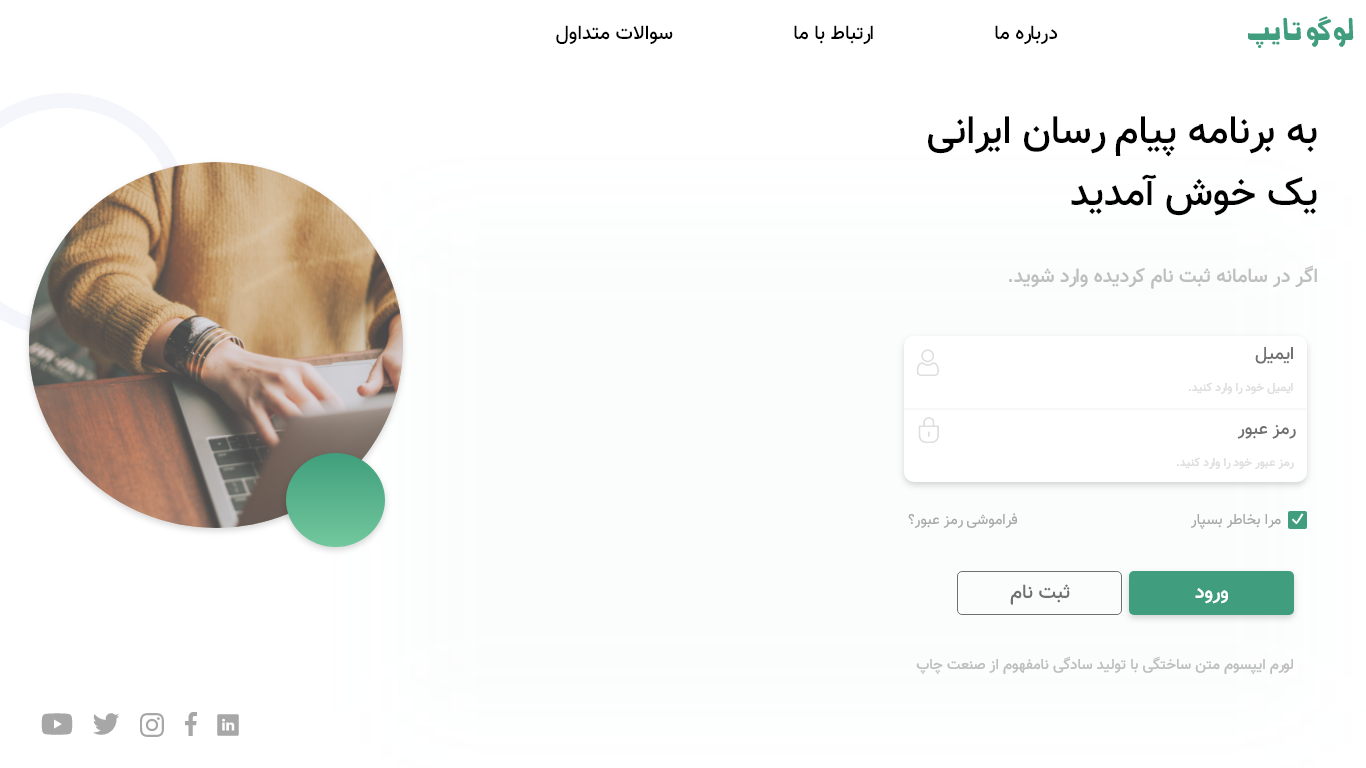 لوگو تایپ
درباره ما
ارتباط با ما
سوالات متداول
به برنامه پیام رسان ایرانی
یک خوش آمدید
اگر در سامانه ثبت نام کردیده وارد شوید.
ایمیل
ایمیل خود را وارد کنید.
رمز عبور
رمز عبور خود را وارد کنید.
مرا بخاطر بسپار
فراموشی رمز عبور؟
ورود
ثبت نام
لورم ایپسوم متن ساختگی با تولید سادگی نامفهوم از صنعت چاپ